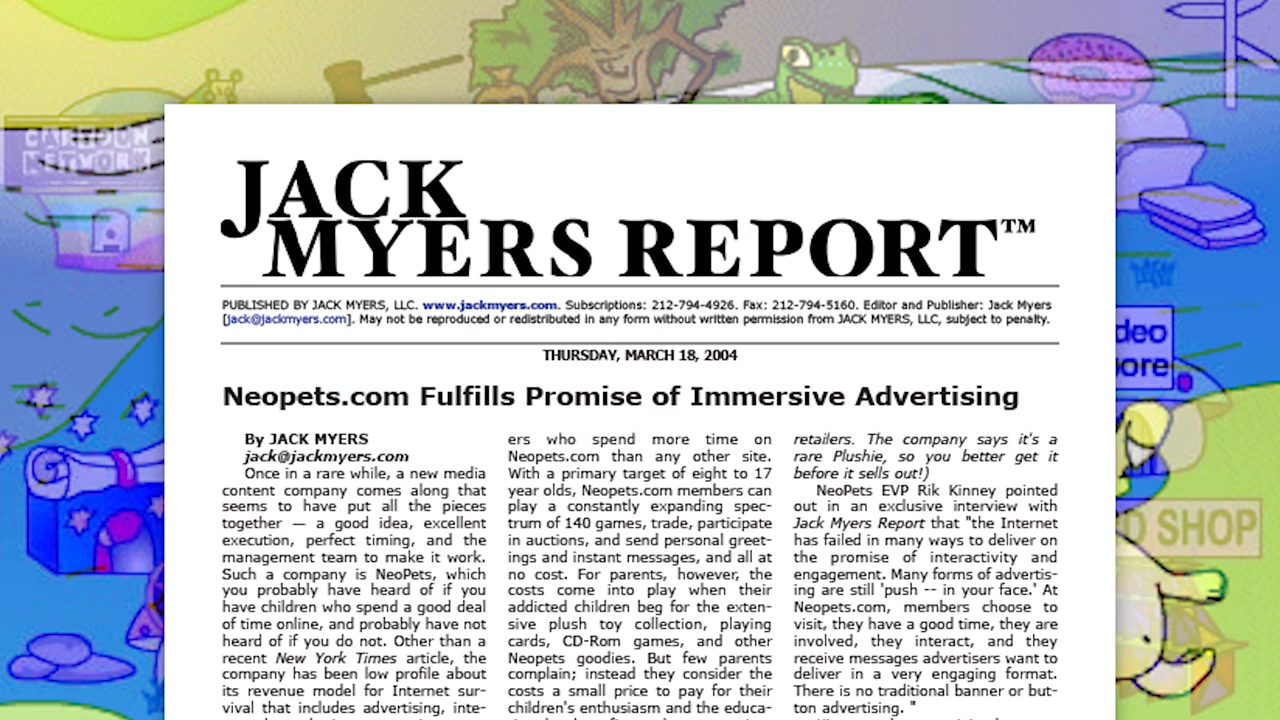 CARTOON
NETWORK
JACK
MYERS REPORT™
PUBLISHED BY JACK MYERS, LLC. www.jackmyers.com. Subscriptions: 212-794-4926. Fax: 212-794-5160. Editor and Publisher: Jack Myers
[jack@jackmyers.com]. May not be reproduced or redistributed in any form without written permission from JACK MYERS, LLC, subject to penalty.
THURSDAY, MARCH 18, 2004
Neopets.com Fulfills Promise of Immersive Advertising
By JACK MYERS
jack@jackmyers.com
Once in a rare while, a new media
content company comes along that
seems to have put all the pieces
together — a good idea, excellent
execution, perfect timing, and the
management team to make it work.
Such a company is NeoPets, which
you probably have heard of if you
have children who spend a good deal
of time online, and probably have not
heard of if you do not. Other than a
recent New York Times article, the
company has been low profile about
its revenue model for Internet sur-
vival that includes advertising, inte-
ers who spend more time on
Neopets.com than any other site.
With a primary target of eight to 17
year olds, Neopets.com members can
play a constantly expanding spec-
trum of 140 games, trade, participate
in auctions, and send personal greet-
ings and instant messages, and all at
no cost. For parents, however, the
costs come into play when their
addicted children beg for the exten-
sive plush toy collection, playing
cards, CD-Rom games, and other
Neopets goodies. But few parents
complain; instead they consider the
costs a small price to pay for their
children's enthusiasm and the educa-
retailers. The company says it's a
rare Plushie, so you better get it
before it sells out!)
NeoPets EVP Rik Kinney pointed
out in an exclusive interview with
Jack Myers Report that "the Internet
has failed in many ways to deliver on
the promise of interactivity and
engagement. Many forms of advertis-
ing are still 'push -- in your face.' At
Neopets.com, members choose to
visit, they have a good time, they are
involved, they interact, and they
receive messages advertisers want to
deliver in a very engaging format.
There is no traditional banner or but-
ton advertising. "
deo
ore
D SHOP